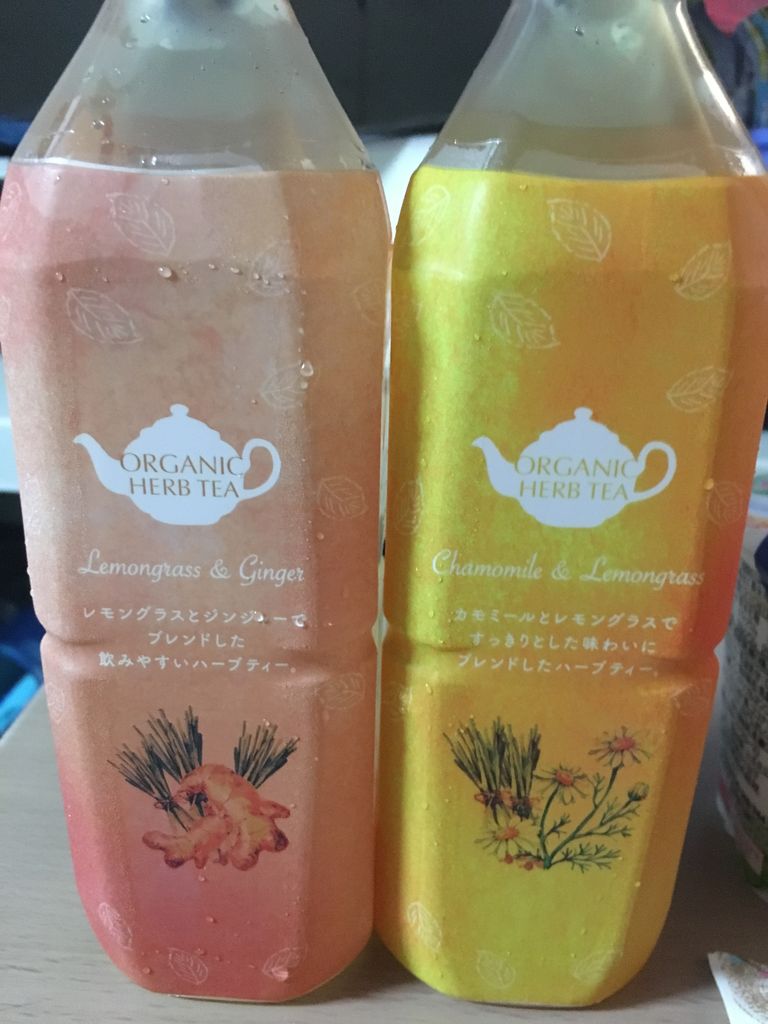 ORGANIC
HERB TEA
Lemongrass & Ginger
レモングラスとジンジャーで
ブレンドした
飲みやすいハーブティー。
ORGANIC
HERB TEA
Chamomile & Lemongrass
カモミールとレモングラスで
すっきりとした味わいに
ブレンドしたハーブティー。